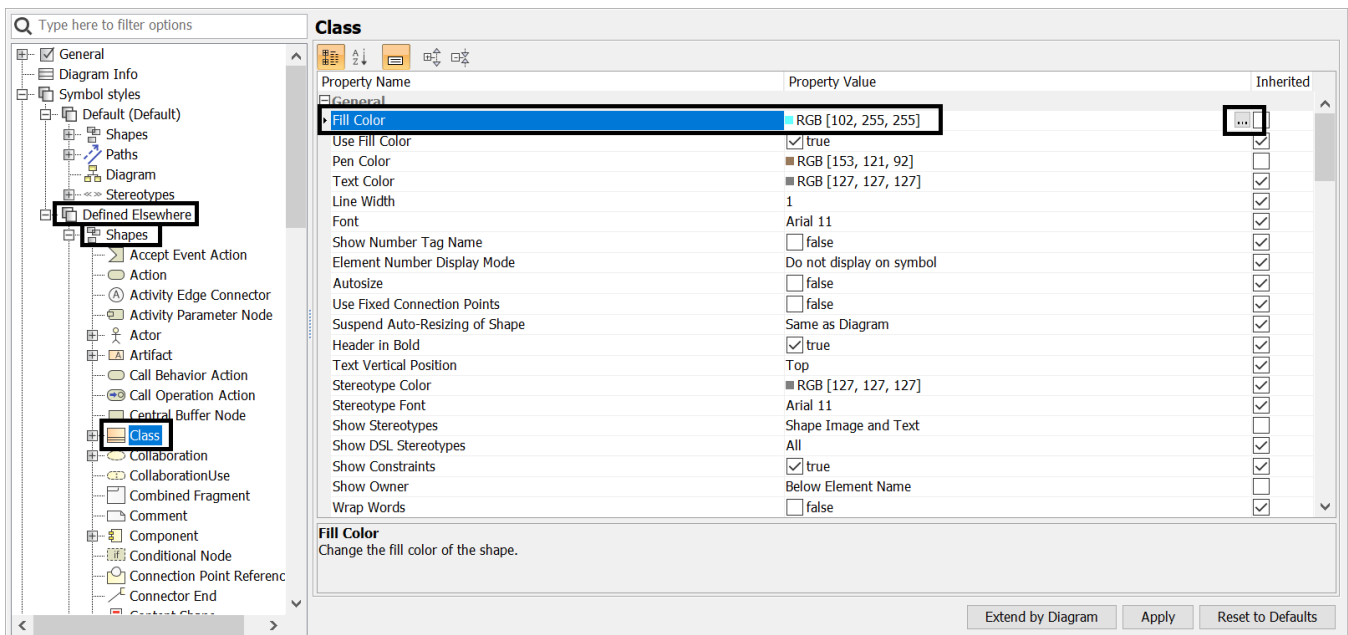 Type here to filter options
General
Diagram Info
Symbol styles
Default (Default)
Shapes
Paths
Diagram
«» Stereotypes
Defined Elsewhere
Shapes
Accept Event Action
Action
A Activity Edge Connector
Activity Parameter Node
Actor
A Artifact
Call Behavior Action
Call Operation Action
Central Buffer Node
Class
Collaboration
CollaborationUse
Combined Fragment
Comment
Component
if Conditional Node
Connection Point Referenc
Connector End
Content Shape
Class
Property Name Property Value Inherited
General
Fill Color RGB [102, 255, 255] ...
Use Fill Color true
Pen Color RGB [153, 121, 92]
Text Color RGB [127, 127, 127]
Line Width 1
Font Arial 11
Show Number Tag Name false
Element Number Display Mode Do not display on symbol
Autosize false
Use Fixed Connection Points false
Suspend Auto-Resizing of Shape Same as Diagram
Header in Bold true
Text Vertical Position Top
Stereotype Color RGB [127, 127, 127]
Stereotype Font Arial 11
Show Stereotypes Shape Image and Text
Show DSL Stereotypes All
Show Constraints true
Show Owner Below Element Name
Wrap Words false
Fill Color
Change the fill color of the shape.
Extend by Diagram Apply Reset to Defaults